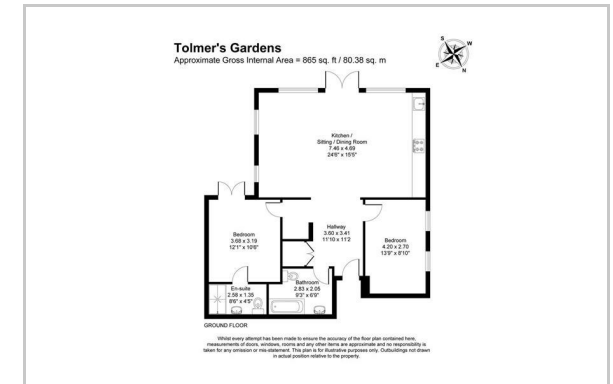 Tolmer's Gardens
Approximate Gross Internal Area = 865 sq. ft / 80.38 sq. m
S
W
E
N
Kitchen /
Sitting / Dining Room
7.46 x 4.69
24'6" x 15'5"
Bedroom
3.68 x 3.19
12'1" x 10'6"
Hallway
3.60 x 3.41
11'10 x 11'2
Bedroom
4.20 x 2.70
13'9" x 8'10"
En-suite
2.58 x 1.35
8'6" x 4'5"
Bathroom
2.83 x 2.05
9'3" x 6'9"
GROUND FLOOR
Whilst every attempt has been made to ensure the accuracy of the floor plan contained here,
measurements of doors, windows, rooms and any other items are approximate and no responsibility is
taken for any omission or mis-statement. This plan is for illustrative purposes only. Outbuildings not drawn
in actual position relative to the property.